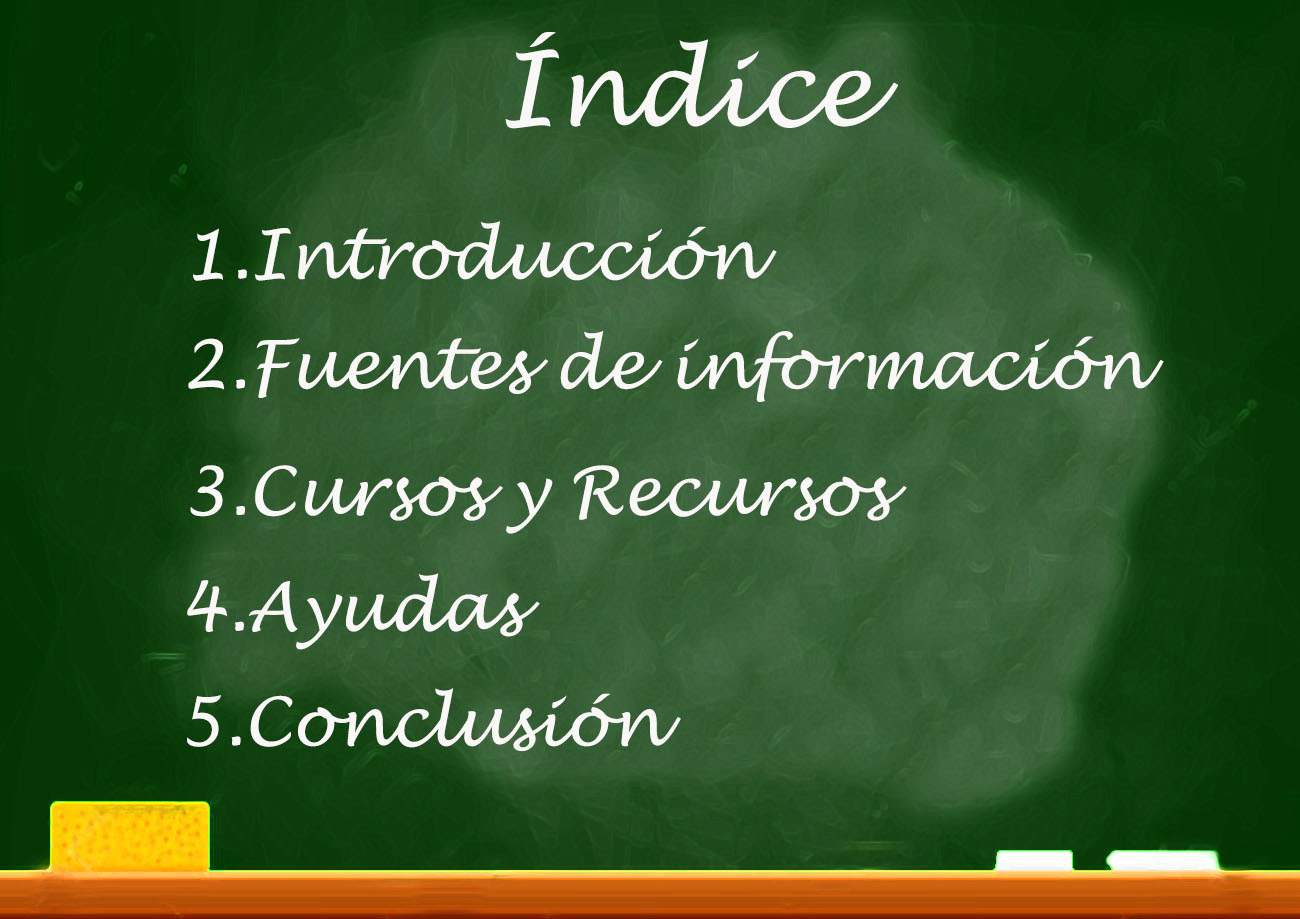 Índice
1.Introducción
2.Fuentes de información
3.Cursos y Recursos
4.Ayudas
5.Conclusión